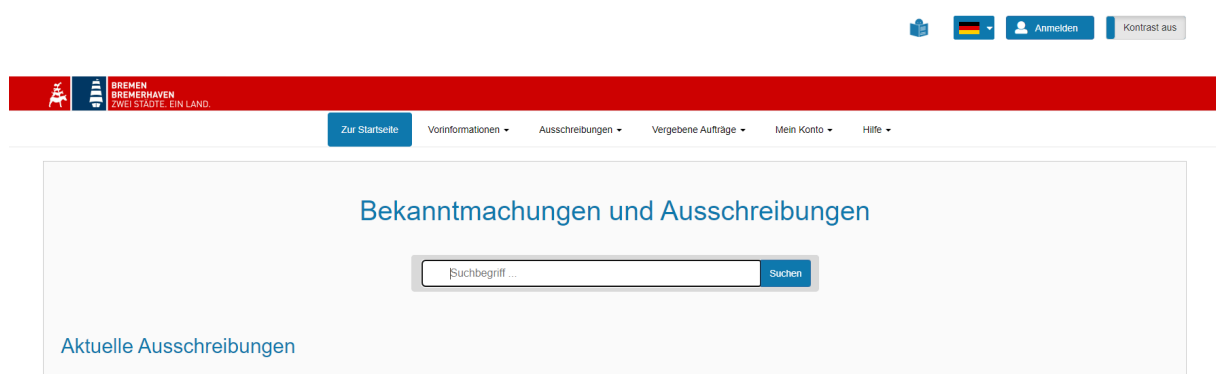 Anmelden
Kontrast aus
BREMEN
BREMERHAVEN
ZWEI STÄDTE. EIN LAND.
Zur Startseite Vorinformationen Ausschreibungen Vergebene Aufträge Mein Konto Hilfe
Bekanntmachungen und Ausschreibungen
Suchbegriff ... Suchen
Aktuelle Ausschreibungen